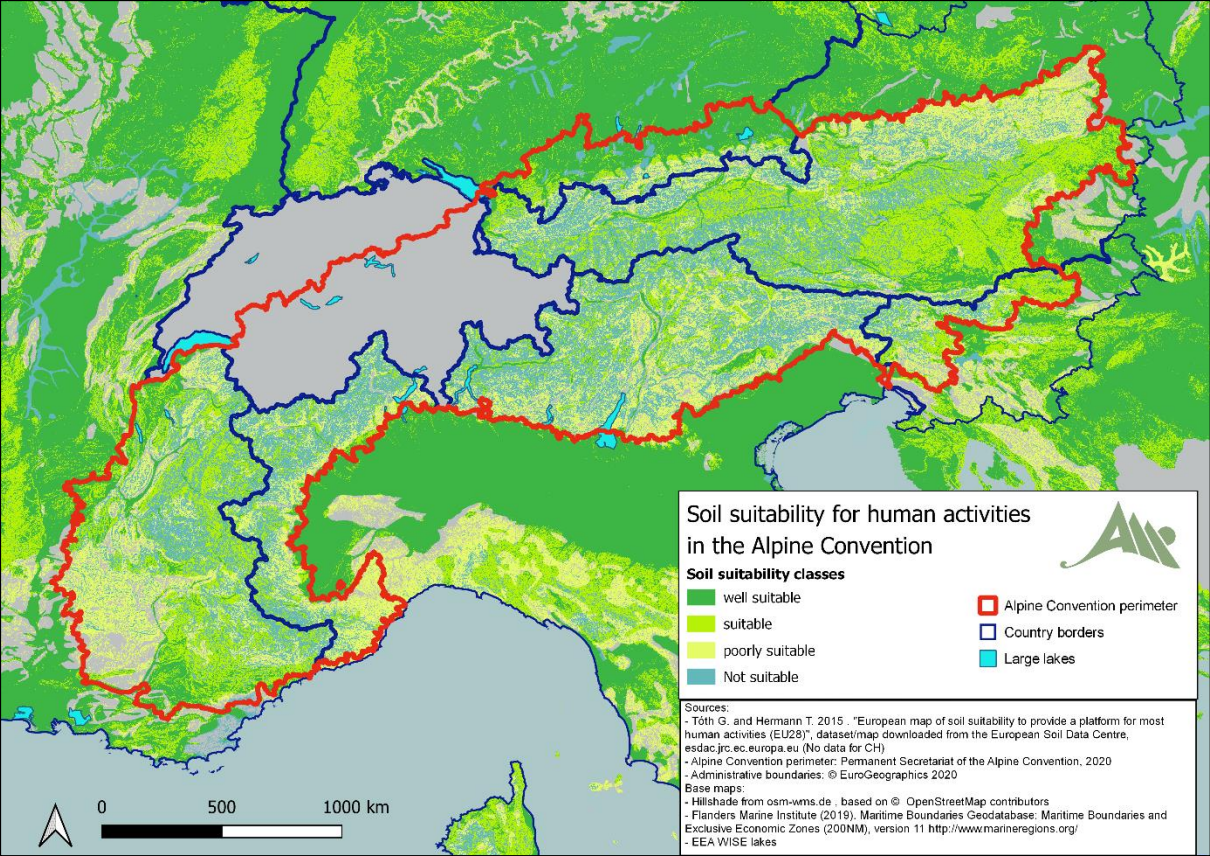 Soil suitability for human activities
in the Alpine Convention
Soil suitability classes
well suitable
suitable
poorly suitable
Not suitable
Alpine Convention perimeter
Country borders
Large lakes
Sources:
- Tóth G. and Hermann T. 2015 . "European map of soil suitability to provide a platform for most
human activities (EU28)", dataset/map downloaded from the European Soil Data Centre,
esdac.jrc.ec.europa.eu (No data for CH)
- Alpine Convention perimeter: Permanent Secretariat of the Alpine Convention, 2020
- Administrative boundaries: © EuroGeographics 2020
Base maps:
- Hillshade from osm-wms.de , based on © OpenStreetMap contributors
- Flanders Marine Institute (2019). Maritime Boundaries Geodatabase: Maritime Boundaries and
Exclusive Economic Zones (200NM), version 11 http://www.marineregions.org/
- EEA WISE lakes
0 500 1000 km